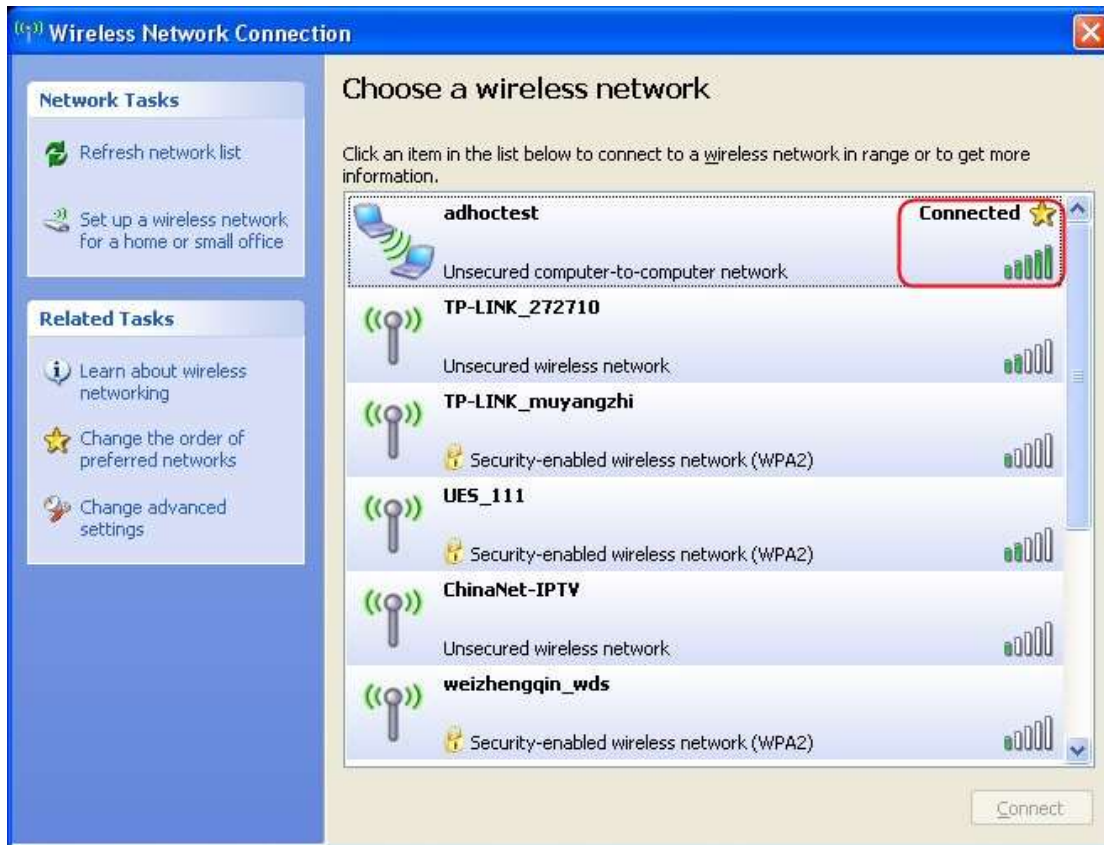 Wireless Network Connection
Network Tasks
Refresh network list
Set up a wireless network
for a home or small office
Related Tasks
Learn about wireless
networking
Change the order of
preferred networks
Change advanced
settings
Choose a wireless network
Click an item in the list below to connect to a wireless network in range or to get more
information.
adhoctest Connected
Unsecured computer-to-computer network
TP-LINK_272710
Unsecured wireless network
TP-LINK_muyangzhi
Security-enabled wireless network (WPA2)
UES_111
Security-enabled wireless network (WPA2)
ChinaNet-IPTV
Unsecured wireless network
weizhengqin_wds
Security-enabled wireless network (WPA2)
Connect